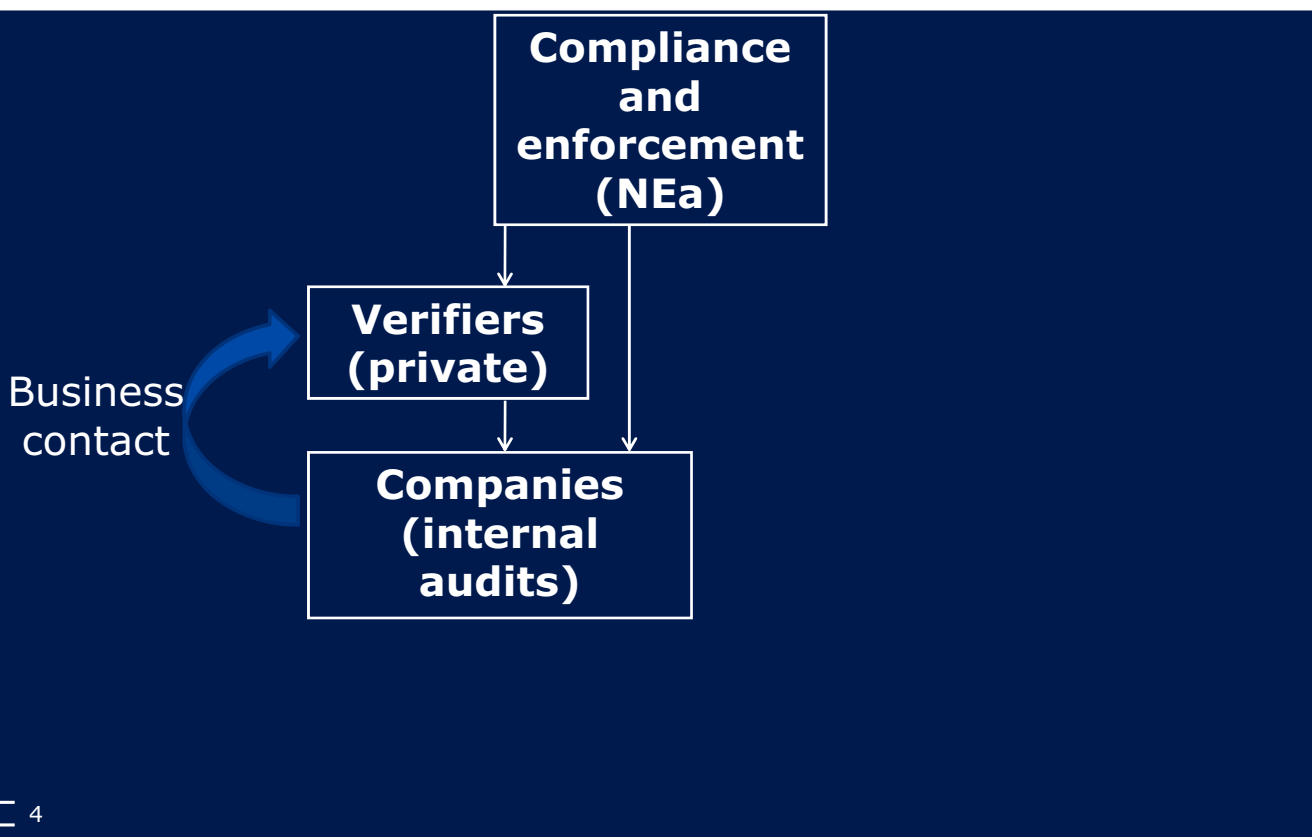 Compliance
and
enforcement
(NEa)
Verifiers
(private)
Business
contact
Companies
(internal
audits)
4